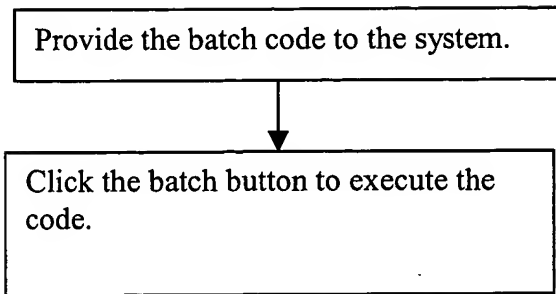 Provide the batch code to the system.
Click the batch button to execute the
code.